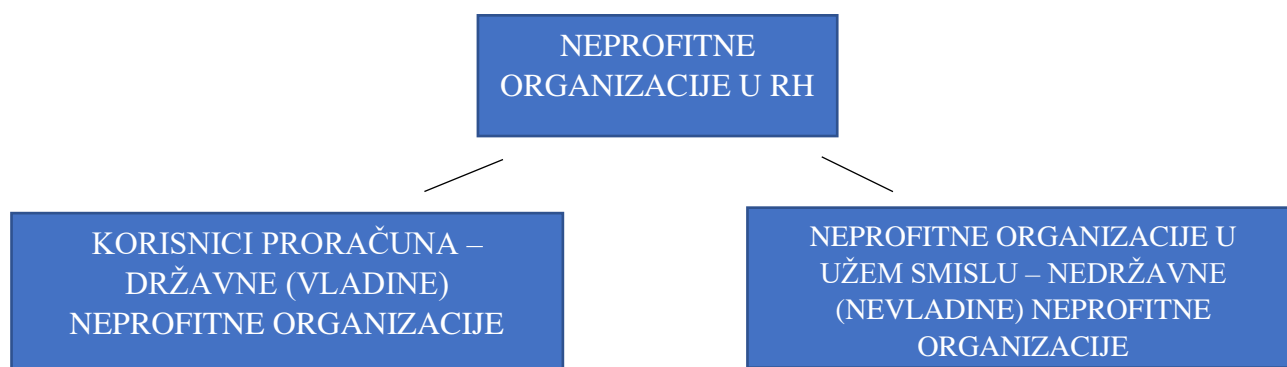 NEPROFITNE
ORGANIZACIJE U RH
KORISNICI PRORAČUNA –
DRŽAVNE (VLADINE)
NEPROFITNE ORGANIZACIJE
NEPROFITNE ORGANIZACIJE U
UŽEM SMISLU – NEDRŽAVNE
(NEVLADINE) NEPROFITNE
ORGANIZACIJE